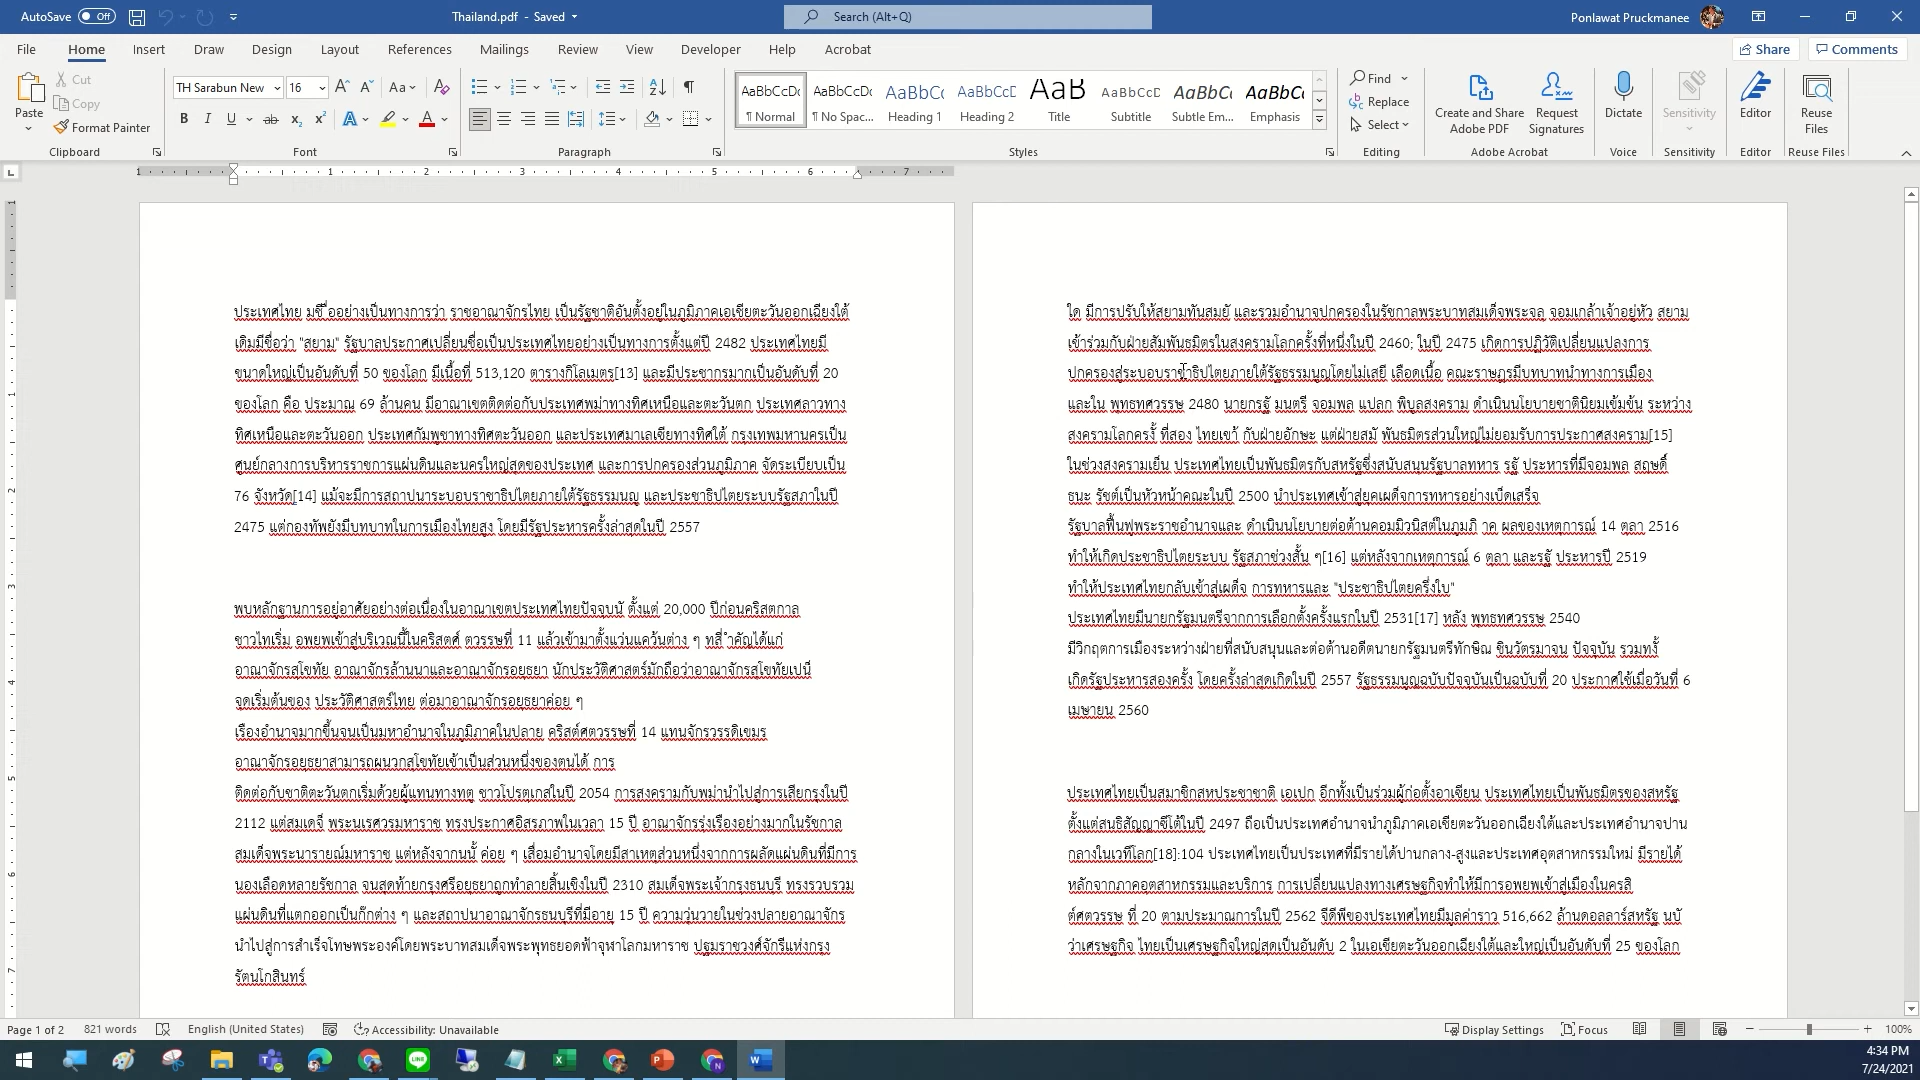 AutoSave Off
Thailand.pdf - Saved
Search (Alt+Q)
Ponlawat Pruckmanee
File Home Insert Draw Design Layout References Mailings Review View Developer Help Acrobat
Share Comments
Paste
Cut
Copy
Format Painter
Clipboard
TH Sarabun New 16
Font
Paragraph
AaBbCcDc ¶ Normal
AaBbCcDc ¶ No Spac...
AaBbCc Heading 1
AaBbCcC Heading 2
AaB Title
AaBbCcD Subtitle
AaBbCc Subtle Em...
AaBbCc Emphasis
Styles
Find
Replace
Select
Editing
Create and Share Adobe PDF
Request Signatures
Adobe Acrobat
Dictate
Voice
Sensitivity
Sensitivity
Editor
Editor
Reuse Files
Reuse Files
ประเทศไทย มชี ื่ออย่างเป็นทางการว่า ราชอาณาจักรไทย เป็นรัฐชาติอันตั้งอยู่ในภูมิภาคเอเชียตะวันออกเฉียงใต้
เดิมมีชื่อว่า "สยาม" รัฐบาลประกาศเปลี่ยนชื่อเป็นประเทศไทยอย่างเป็นทางการตั้งแต่ปี 2482 ประเทศไทยมี
ขนาดใหญ่เป็นอันดับที่ 50 ของโลก มีเนื้อที่ 513,120 ตารางกิโลเมตร[13] และมีประชากรมากเป็นอันดับที่ 20
ของโลก คือ ประมาณ 69 ล้านคน มีอาณาเขตติดต่อกับประเทศพม่าทางทิศเหนือและตะวันตก ประเทศลาวทาง
ทิศเหนือและตะวันออก ประเทศกัมพูชาทางทิศตะวันออก และประเทศมาเลเซียทางทิศใต้ กรุงเทพมหานครเป็น
ศูนย์กลางการบริหารราชการแผ่นดินและนครใหญ่สุดของประเทศ และการปกครองส่วนภูมิภาค จัดระเบียบเป็น
76 จังหวัด[14] แม้จะมีการสถาปนาระบอบราชาธิปไตยภายใต้รัฐธรรมนูญ และประชาธิปไตยระบบรัฐสภาในปี
2475 แต่กองทัพยังมีบทบาทในการเมืองไทยสูง โดยมีรัฐประหารครั้งล่าสุดในปี 2557
พบหลักฐานการอยู่อาศัยอย่างต่อเนื่องในอาณาเขตประเทศไทยปัจจุบนั ตั้งแต่ 20,000 ปีก่อนคริสตกาล
ชาวไทเริ่ม อพยพเข้าสู่บริเวณนี้ในคริสตศ์ ตวรรษที่ 11 แล้วเข้ามาตั้งแว่นแคว้นต่าง ๆ ทสี่ ำคัญได้แก่
อาณาจักรสุโขทัย อาณาจักรล้านนาและอาณาจักรอยุธยา นักประวัติศาสตร์มักถือว่าอาณาจักรสุโขทัยเปน็
จุดเริ่มต้นของ ประวัติศาสตร์ไทย ต่อมาอาณาจักรอยุธยาค่อย ๆ
เรืองอำนาจมากขึ้นจนเป็นมหาอำนาจในภูมิภาคในปลาย คริสต์ศตวรรษที่ 14 แทนจักรวรรดิเขมร
อาณาจักรอยุธยาสามารถผนวกสุโขทัยเข้าเป็นส่วนหนึ่งของตนได้ การ
ติดต่อกับชาติตะวันตกเริ่มด้วยผู้แทนทางทตู ชาวโปรตุเกสในปี 2054 การสงครามกับพม่านำไปสู่การเสียกรุงในปี
2112 แต่สมเดจ็ พระนเรศวรมหาราช ทรงประกาศอิสรภาพในเวลา 15 ปี อาณาจักรรุ่งเรืองอย่างมากในรัชกาล
สมเด็จพระนารายณ์มหาราช แต่หลังจากนนั้ ค่อย ๆ เสื่อมอำนาจโดยมีสาเหตุส่วนหนึ่งจากการผลัดแผ่นดินที่มีการ
นองเลือดหลายรัชกาล จนสุดท้ายกรุงศรีอยุธยาถูกทำลายสิ้นเชิงในปี 2310 สมเด็จพระเจ้ากรุงธนบุรี ทรงรวบรวม
แผ่นดินที่แตกออกเป็นก๊กต่าง ๆ และสถาปนาอาณาจักรธนบุรีที่มีอายุ 15 ปี ความวุ่นวายในช่วงปลายอาณาจักร
นำไปสู่การสำเร็จโทษพระองค์โดยพระบาทสมเด็จพระพุทธยอดฟ้าจุฬาโลกมหาราช ปฐมราชวงศ์จักรีแห่งกรุง
รัตนโกสินทร์
ใด มีการปรับให้สยามทันสมยั และรวมอำนาจปกครองในรัชกาลพระบาทสมเด็จพระจุล จอมเกล้าเจ้าอยู่หัว สยาม
เข้าร่วมกับฝ่ายสัมพันธมิตรในสงครามโลกครั้งที่หนึ่งในปี 2460; ในปี 2475 เกิดการปฏิวัติเปลี่ยนแปลงการ
ปกครองสู่ระบอบราชาธิปไตยภายใต้รัฐธรรมนูญโดยไม่เสยี เลือดเนื้อ คณะราษฎรมีบทบาทนำทางการเมือง
และใน พุทธทศวรรษ 2480 นายกรฐั มนตรี จอมพล แปลก พิบูลสงคราม ดำเนินนโยบายชาตินิยมเข้มข้น ระหว่าง
สงครามโลกครงั้ ที่สอง ไทยเขา้ กับฝ่ายอักษะ แต่ฝ่ายสมั พันธมิตรส่วนใหญ่ไม่ยอมรับการประกาศสงคราม[15]
ในช่วงสงครามเย็น ประเทศไทยเป็นพันธมิตรกับสหรัฐซึ่งสนับสนุนรัฐบาลทหาร รฐั ประหารที่มีจอมพล สฤษดิ์
ธนะ รัชต์เป็นหัวหน้าคณะในปี 2500 นำประเทศเข้าสู่ยุคเผด็จการทหารอย่างเบ็ดเสร็จ
รัฐบาลฟื้นฟูพระราชอำนาจและ ดำเนินนโยบายต่อต้านคอมมิวนิสต์ในภูมภิ าค ผลของเหตุการณ์ 14 ตุลา 2516
ทำให้เกิดประชาธิปไตยระบบ รัฐสภาช่วงสั้น ๆ[16] แต่หลังจากเหตุการณ์ 6 ตุลา และรฐั ประหารปี 2519
ทำให้ประเทศไทยกลับเข้าสู่เผด็จ การทหารและ "ประชาธิปไตยครึ่งใบ"
ประเทศไทยมีนายกรัฐมนตรีจากการเลือกตั้งครั้งแรกในปี 2531[17] หลัง พุทธทศวรรษ 2540
มีวิกฤตการเมืองระหว่างฝ่ายที่สนับสนุนและต่อต้านอดีตนายกรัฐมนตรีทักษิณ ชินวัตรมาจน ปัจจุบัน รวมทงั้
เกิดรัฐประหารสองครั้ง โดยครั้งล่าสุดเกิดในปี 2557 รัฐธรรมนูญฉบับปัจจุบันเป็นฉบับที่ 20 ประกาศใช้เมื่อวันที่ 6
เมษายน 2560
ประเทศไทยเป็นสมาชิกสหประชาชาติ เอเปก อีกทั้งเป็นร่วมผู้ก่อตั้งอาเซียน ประเทศไทยเป็นพันธมิตรของสหรัฐ
ตั้งแต่สนธิสัญญาซีโต้ในปี 2497 ถือเป็นประเทศอำนาจนำภูมิภาคเอเชียตะวันออกเฉียงใต้และประเทศอำนาจปาน
กลางในเวทีโลก[18]:104 ประเทศไทยเป็นประเทศที่มีรายได้ปานกลาง-สูงและประเทศอุตสาหกรรมใหม่ มีรายได้
หลักจากภาคอุตสาหกรรมและบริการ การเปลี่ยนแปลงทางเศรษฐกิจทำให้มีการอพยพเข้าสู่เมืองในครสิ
ต์ศตวรรษ ที่ 20 ตามประมาณการในปี 2562 จีดีพีของประเทศไทยมีมูลค่าราว 516,662 ล้านดอลลาร์สหรัฐ นบั
ว่าเศรษฐกิจ ไทยเป็นเศรษฐกิจใหญ่สุดเป็นอันดับ 2 ในเอเชียตะวันออกเฉียงใต้และใหญ่เป็นอันดับที่ 25 ของโลก
Page 1 of 2 821 words English (United States) Accessibility: Unavailable
Display Settings Focus 100%
4:34 PM
7/24/2021